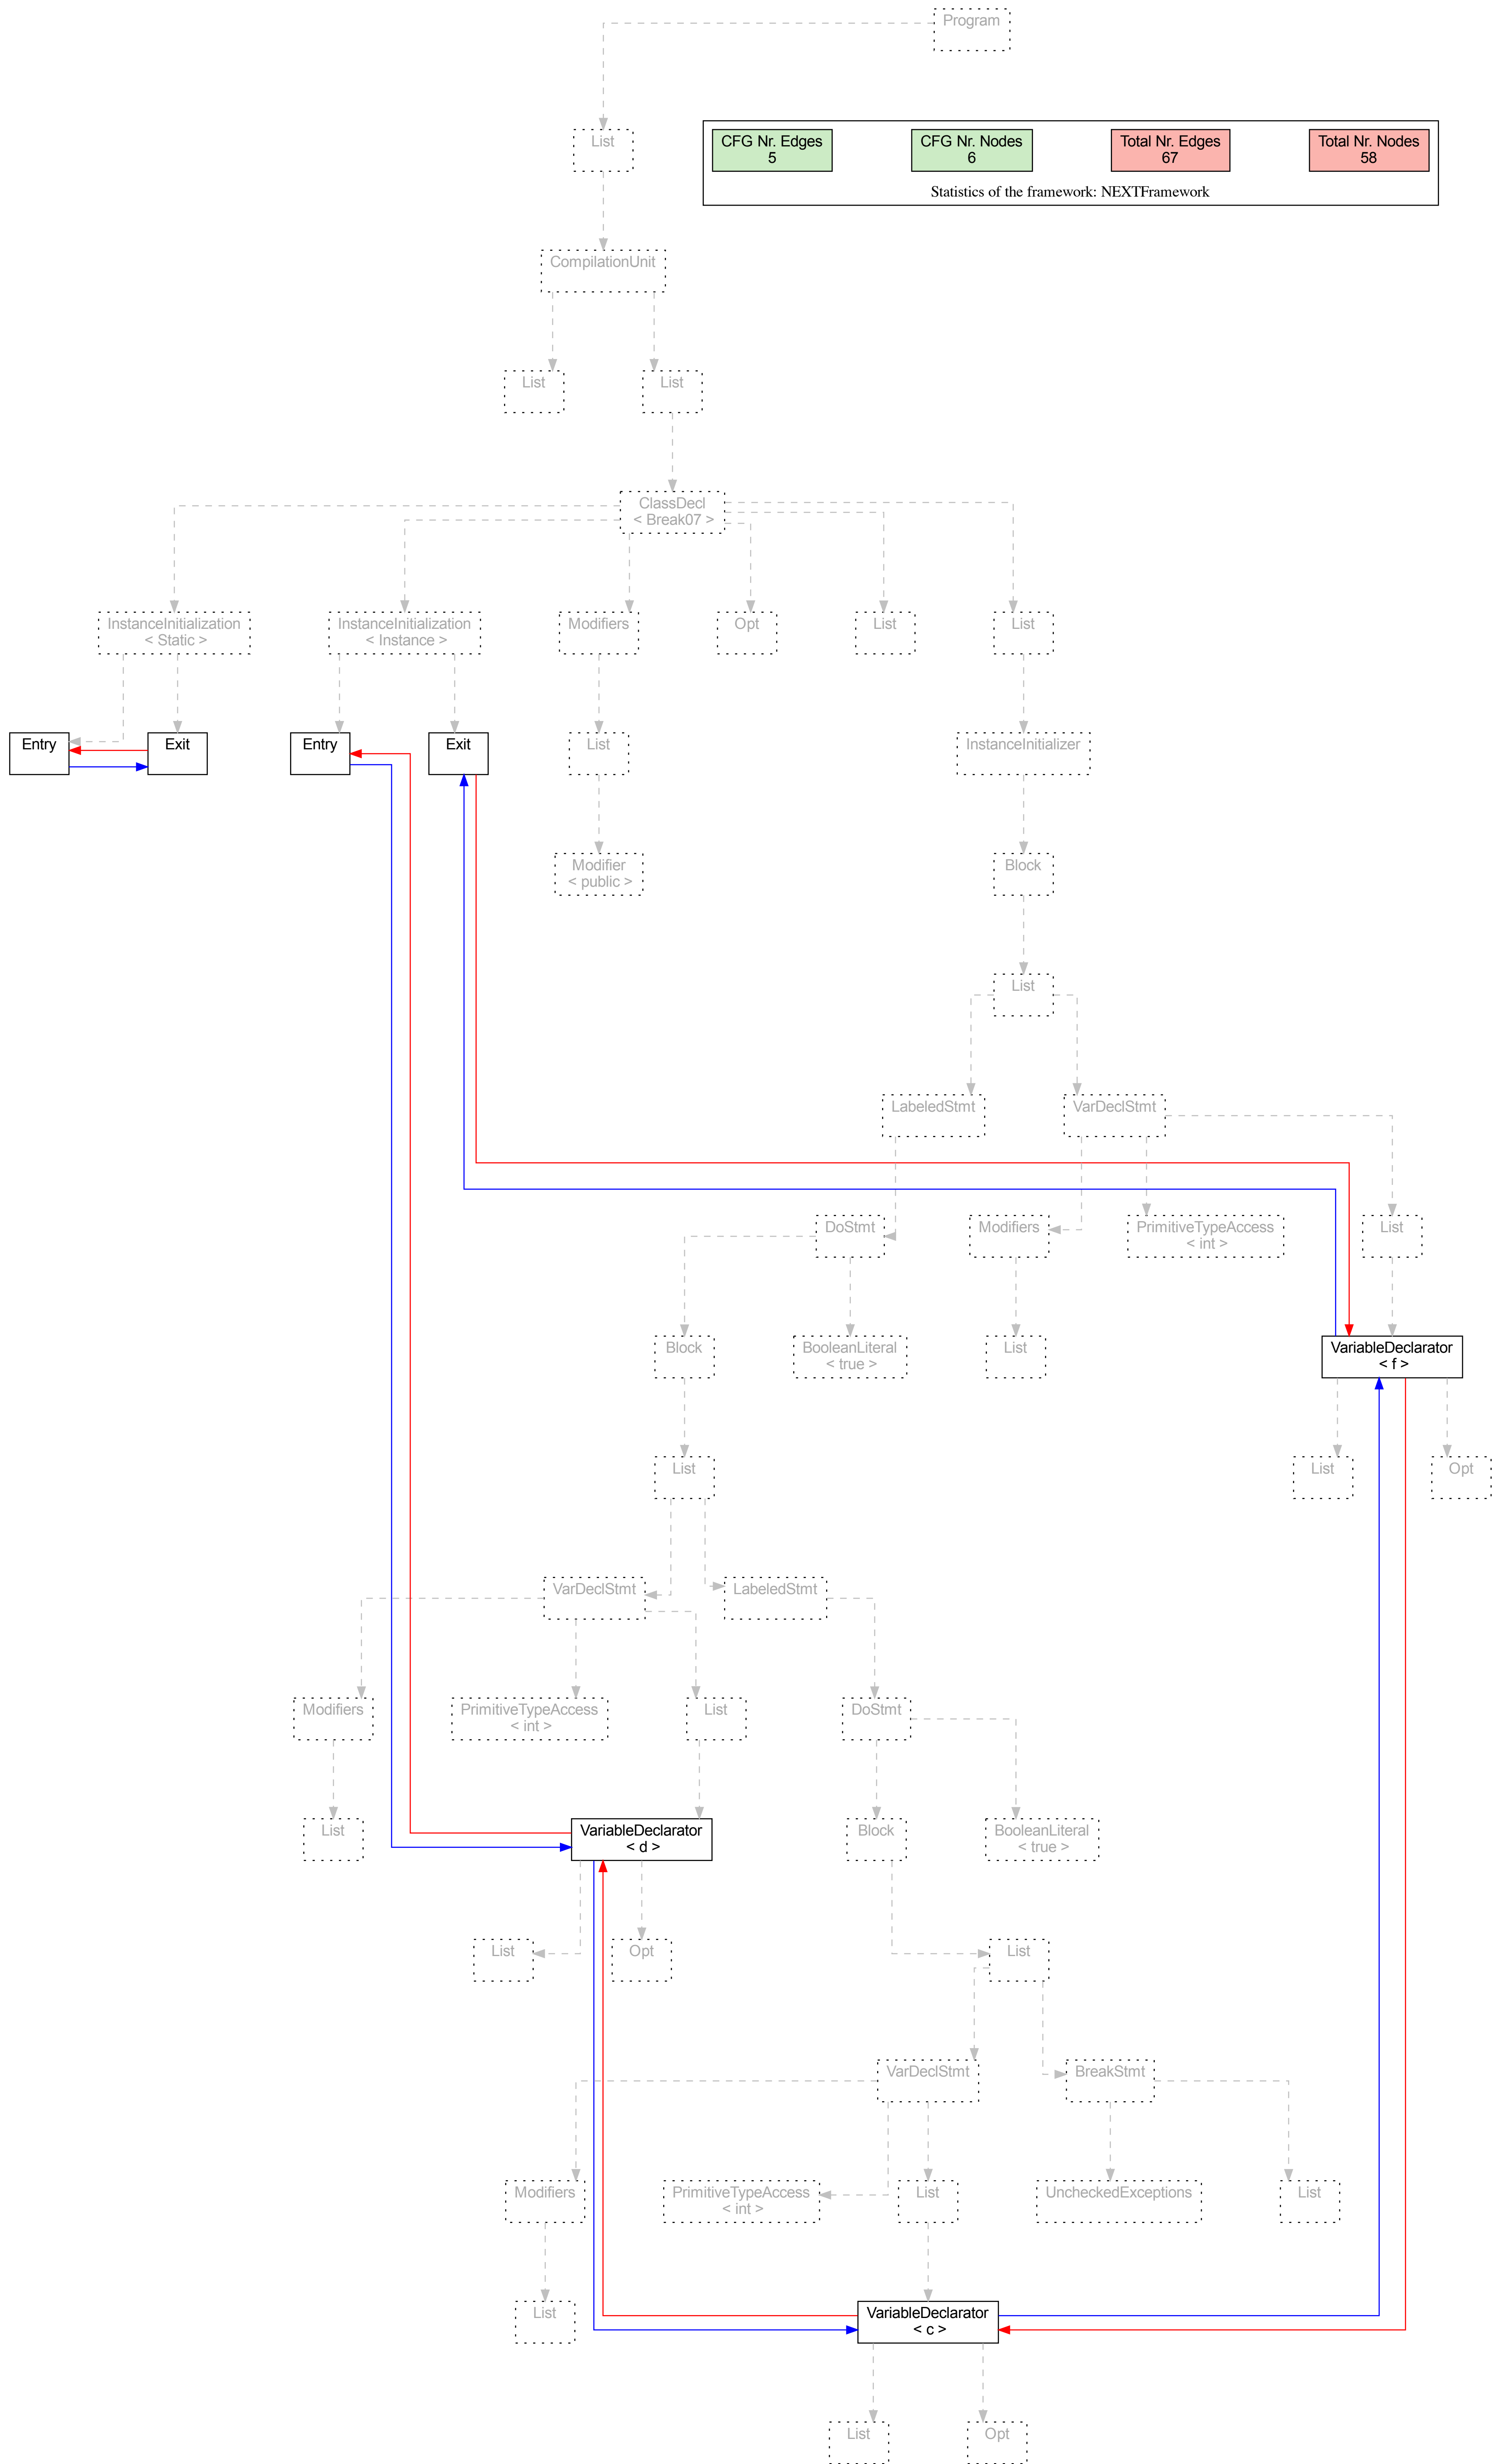 Program
List
CFG Nr. Edges
5
CFG Nr. Nodes
6
Total Nr. Edges
67
Total Nr. Nodes
58
Statistics of the framework: NEXTFramework
CompilationUnit
List
List
ClassDecl
< Break07 >
InstanceInitialization
< Static >
InstanceInitialization
< Instance >
Modifiers
Opt
List
List
Entry
Exit
Entry
Exit
List
InstanceInitializer
Modifier
< public >
Block
List
LabeledStmt
VarDeclStmt
DoStmt
Modifiers
PrimitiveTypeAccess
< int >
List
Block
BooleanLiteral
< true >
List
VariableDeclarator
< f >
List
List
Opt
VarDeclStmt
LabeledStmt
Modifiers
PrimitiveTypeAccess
< int >
List
DoStmt
List
VariableDeclarator
< d >
Block
BooleanLiteral
< true >
List
Opt
List
VarDeclStmt
BreakStmt
Modifiers
PrimitiveTypeAccess
< int >
List
UncheckedExceptions
List
List
VariableDeclarator
< c >
List
Opt